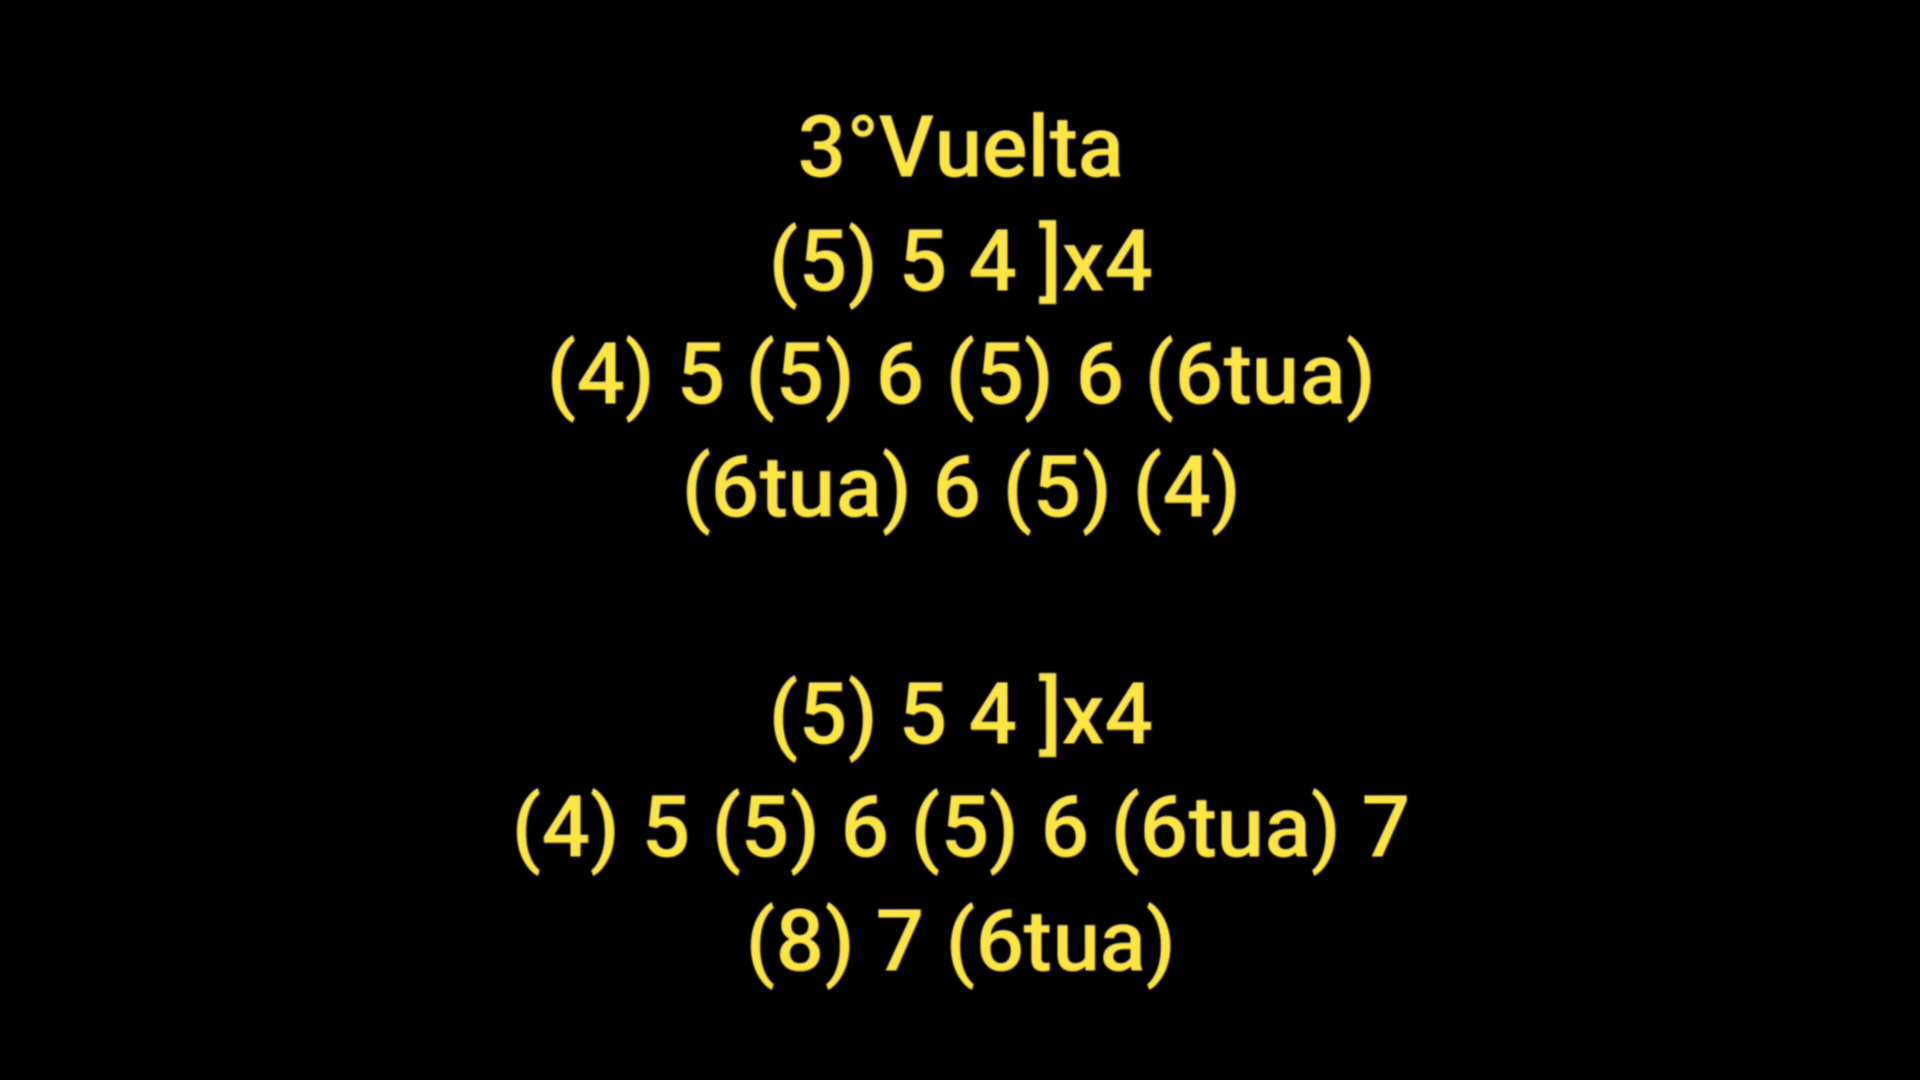 3°Vuelta
(5) 5 4 ]x4
(4) 5 (5) 6 (5) 6 (6tua)
(6tua) 6 (5) (4)
(5) 5 4 ]x4
(4) 5 (5) 6 (5) 6 (6tua) 7
(8) 7 (6tua)